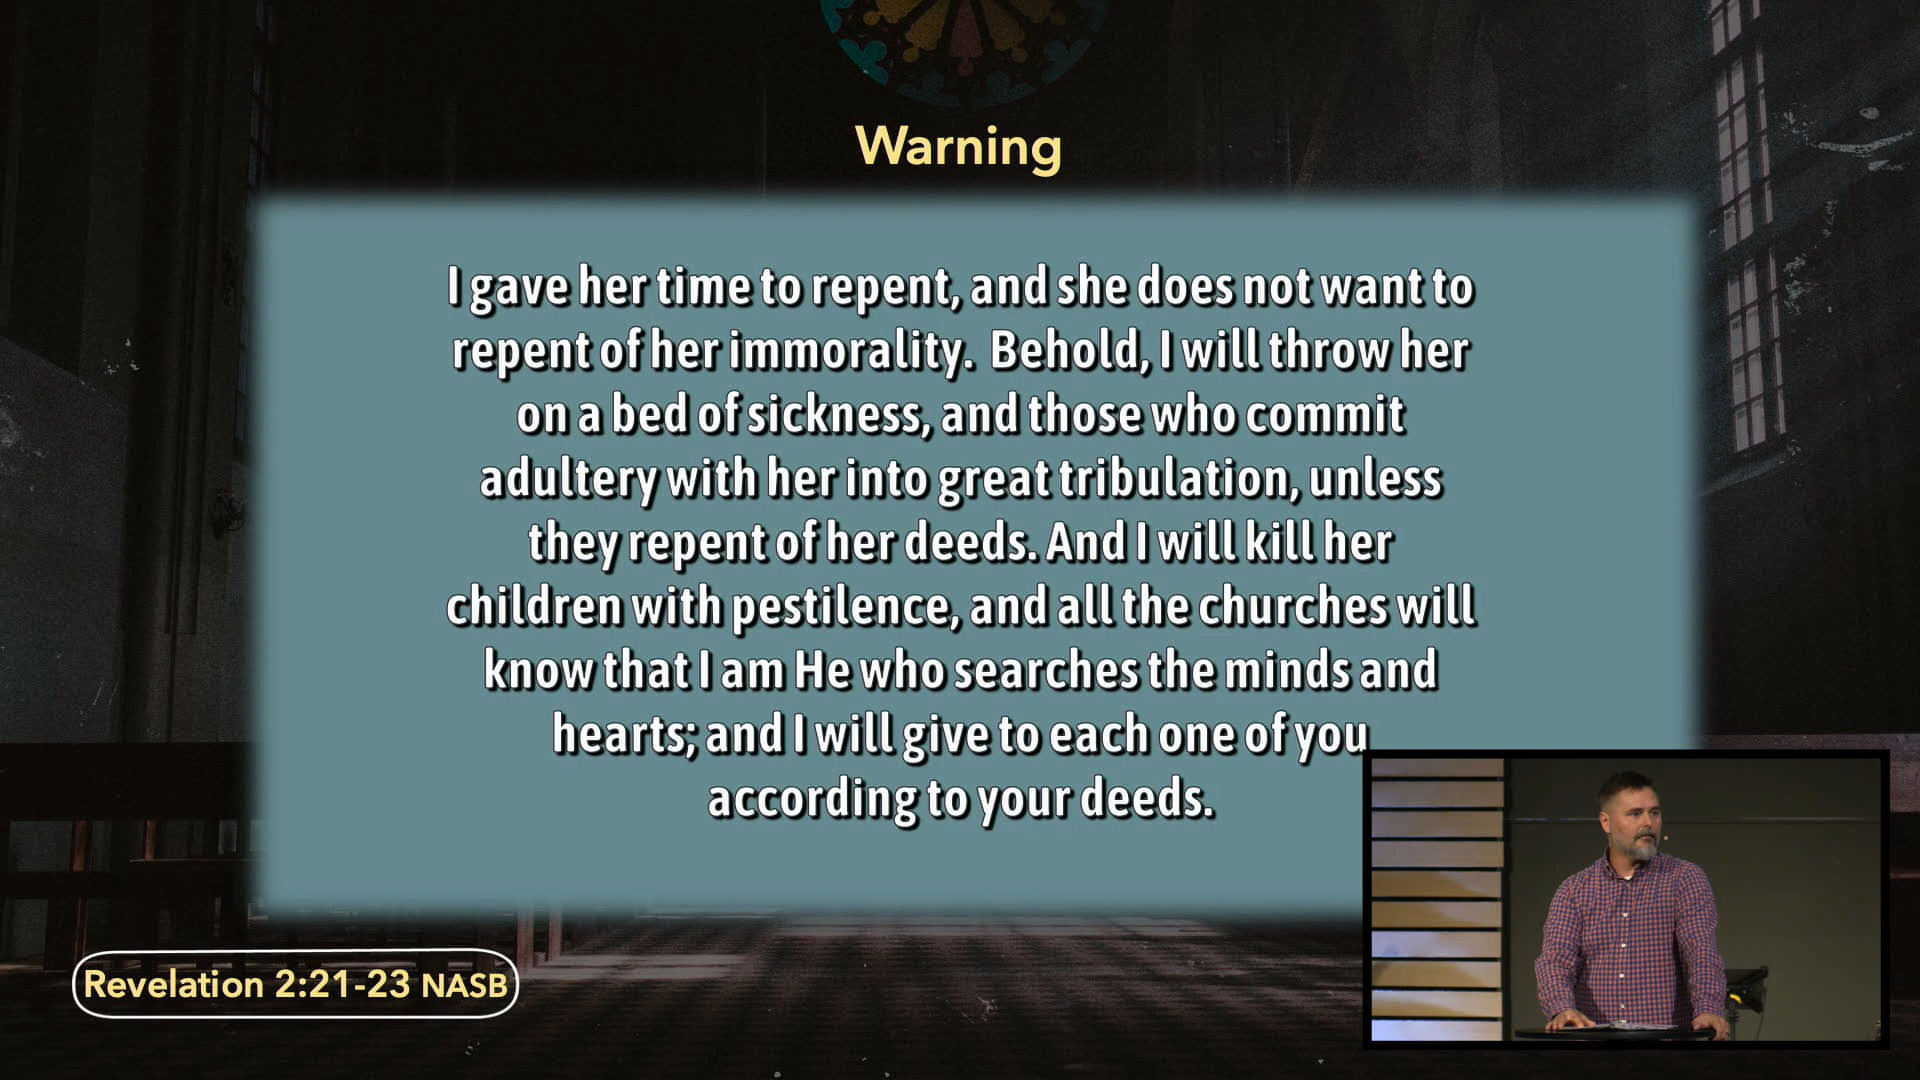 Warning
I gave her time to repent, and she does not want to
repent of her immorality.  Behold, I will throw her
on a bed of sickness, and those who commit
adultery with her into great tribulation, unless
they repent of her deeds. And I will kill her
children with pestilence, and all the churches will
know that I am He who searches the minds and
hearts; and I will give to each one of you
according to your deeds.
Revelation 2:21-23 NASB